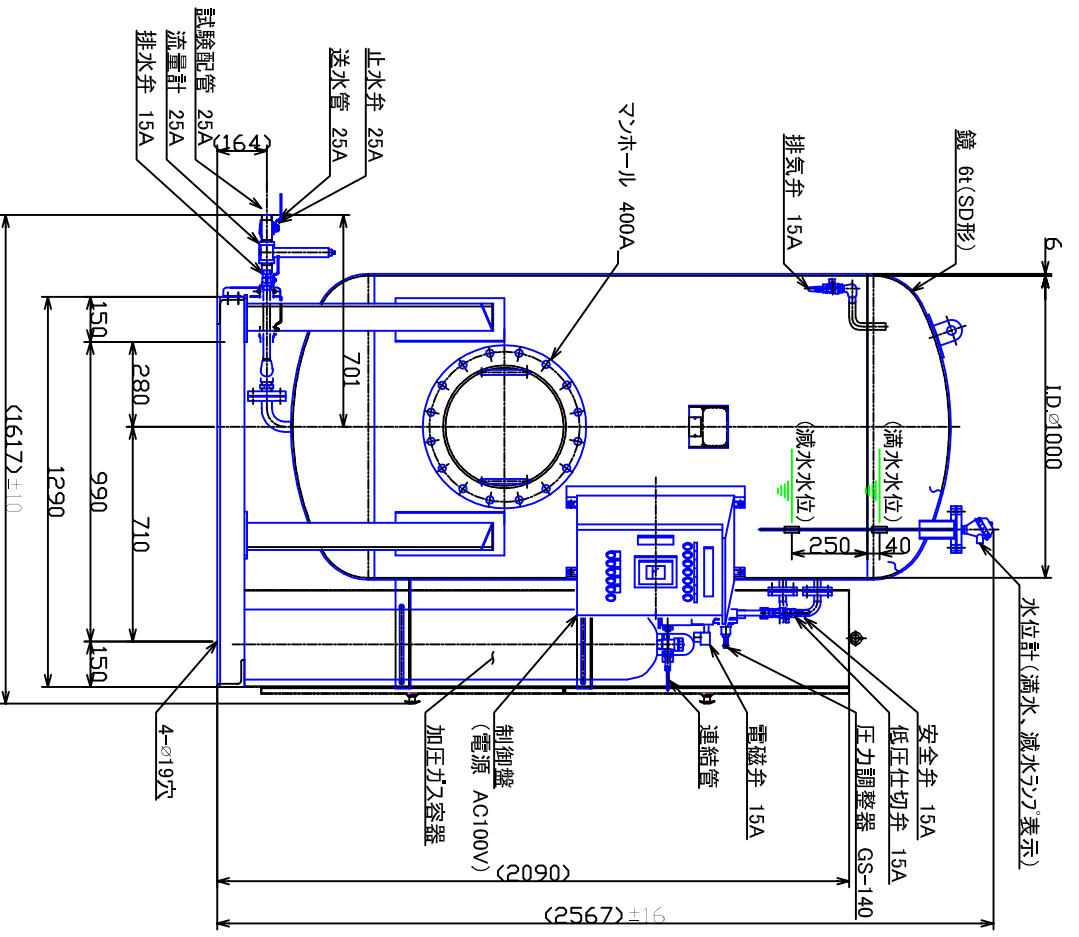 試験配管 25A
流量計 25A
排水弁 15A
止水弁 25A
送水管 25A
マンホール 400A
排気弁 15A
鏡 6t(SD形)
6
I.D.ø1000
(164)
701
(満水水位)
(減水水位)
250
40
150
280
990
710
1290
150
(1617)±10
4-ø19穴
水位計(満水、減水ランプ表示)
安全弁 15A
低圧仕切弁 15A
圧力調整器 GS-140
電磁弁 15A
連結管
制御盤
(電源 AC100V)
加圧ガス容器
(2090)
(2567)±16